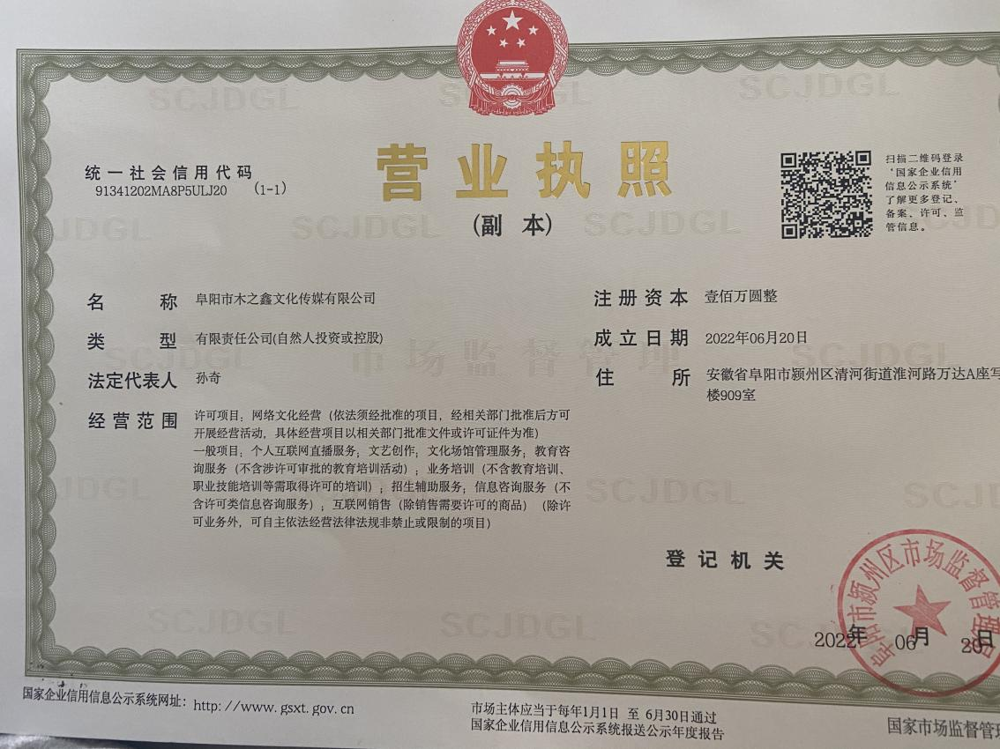 营业执照
(副 本)
统一社会信用代码
91341202MA8P5ULJ20 (1-1)
扫描二维码登录
‘国家企业信用
信息公示系统’
了解更多登记、
备案、许可、监
管信息。
名 称 阜阳市木之鑫文化传媒有限公司
类 型 有限责任公司(自然人投资或控股)
法定代表人 孙奇
经营范围 许可项目：网络文化经营（依法须经批准的项目，经相关部门批准后方可
开展经营活动，具体经营项目以相关部门批准文件或许可证件为准）
一般项目：个人互联网直播服务；文艺创作；文化场馆管理服务；教育咨
询服务（不含涉许可审批的教育培训活动）；业务培训（不含教育培训、
职业技能培训等需取得许可的培训）；招生辅助服务；信息咨询服务（不
含许可类信息咨询服务）；互联网销售（除销售需要许可的商品）（除许
可业务外，可自主依法经营法律法规非禁止或限制的项目）
注册资本 壹佰万圆整
成立日期 2022年06月20日
住 所 安徽省阜阳市颍州区清河街道淮河路万达A座写
楼909室
登记机关
阜阳市颍州区市场监督管理局
2022年 06月 20日
国家企业信用信息公示系统网址：http://www.gsxt.gov.cn
市场主体应当于每年1月1日 至 6月30日通过
国家企业信用信息公示系统报送公示年度报告
国家市场监督管理
SCJDGL
市场监督管理